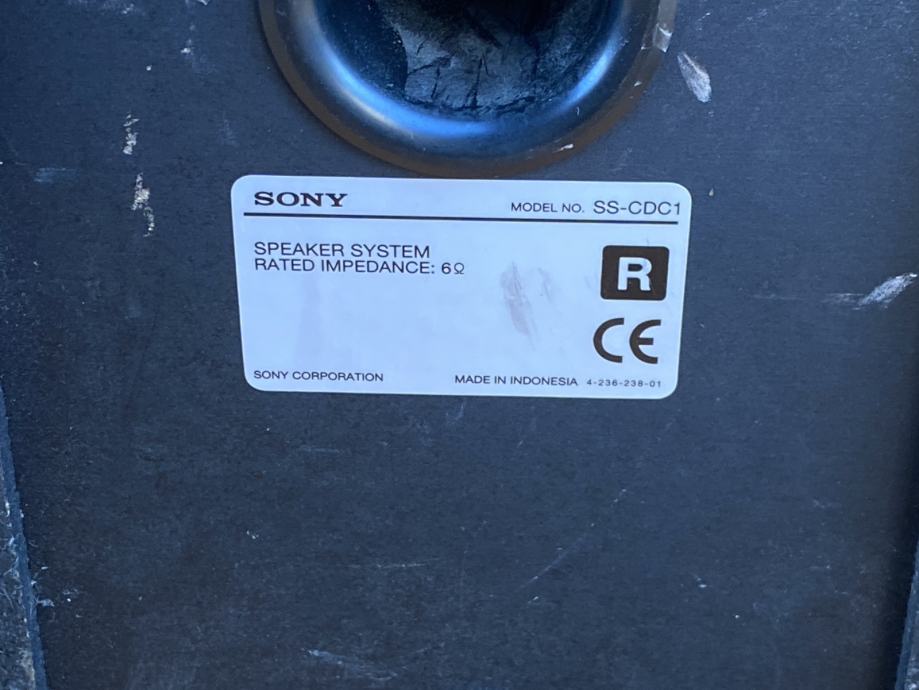 SONY MODEL NO. SS-CDC1
SPEAKER SYSTEM
RATED IMPEDANCE: 6Ω
R
CE
SONY CORPORATION MADE IN INDONESIA 4-236-238-01